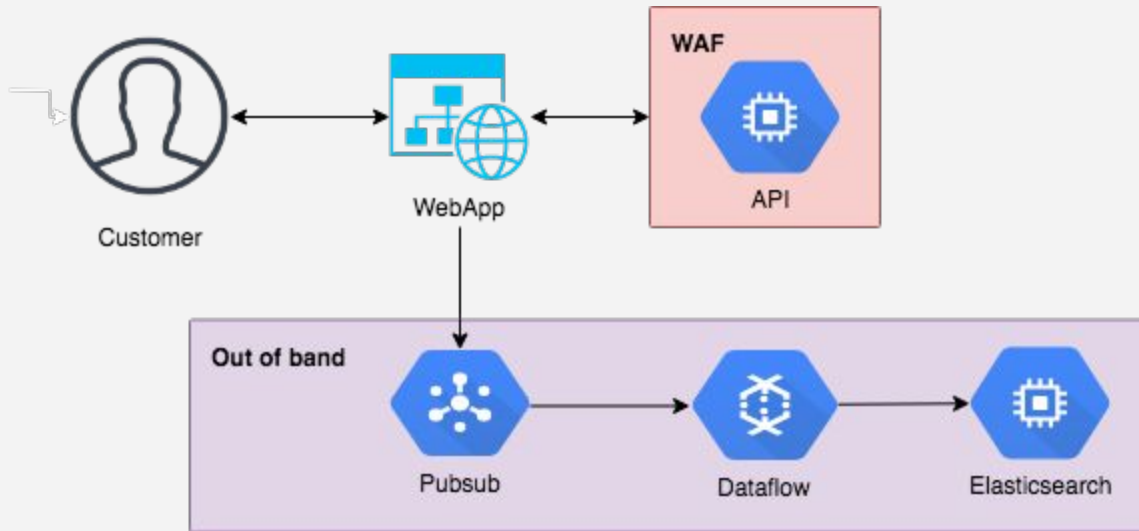 WAF
API
WebApp
Customer
Out of band
Pubsub
Dataflow
Elasticsearch